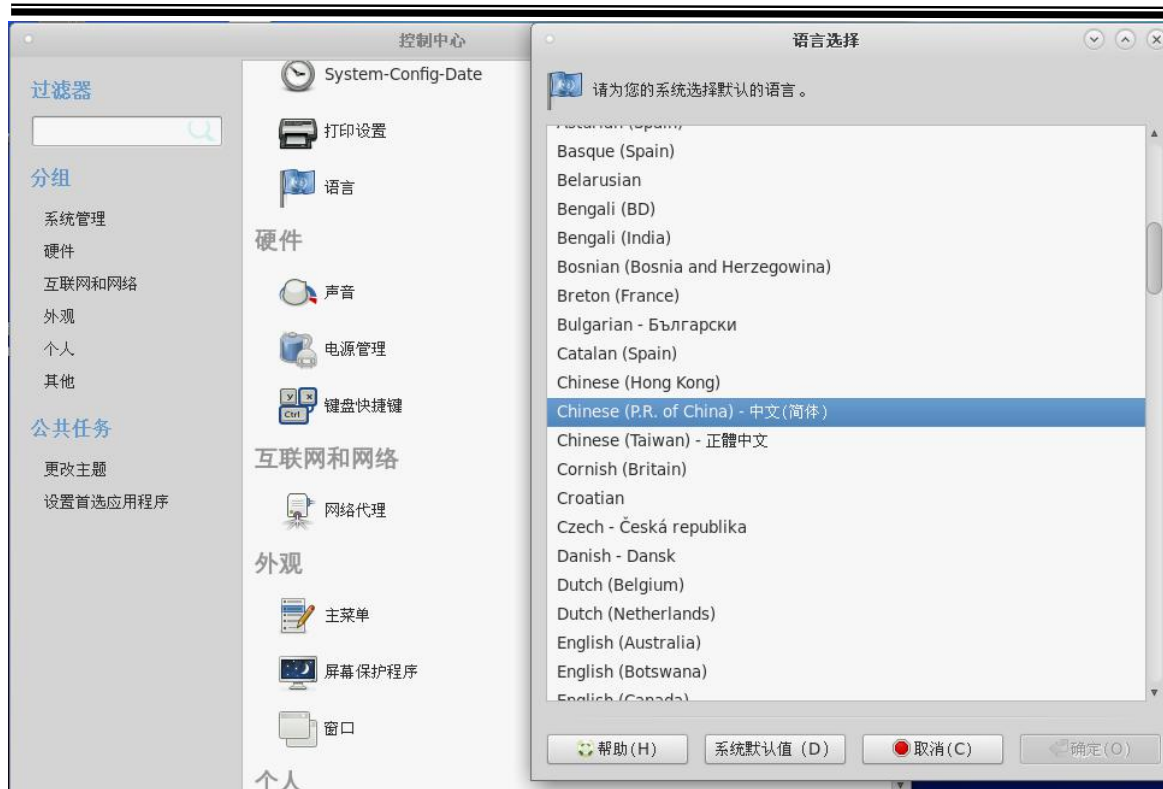 控制中心
过滤器
分组
系统管理
硬件
互联网和网络
外观
个人
其他
公共任务
更改主题
设置首选应用程序
System-Config-Date
打印设置
语言
硬件
声音
电源管理
键盘快捷键
互联网和网络
网络代理
外观
主菜单
屏幕保护程序
窗口
个人
语言选择
请为您的系统选择默认的语言。
Asturian (Spain)
Basque (Spain)
Belarusian
Bengali (BD)
Bengali (India)
Bosnian (Bosnia and Herzegowina)
Breton (France)
Bulgarian - Български
Catalan (Spain)
Chinese (Hong Kong)
Chinese (P.R. of China) - 中文(简体)
Chinese (Taiwan) - 正體中文
Cornish (Britain)
Croatian
Czech - Česká republika
Danish - Dansk
Dutch (Belgium)
Dutch (Netherlands)
English (Australia)
English (Botswana)
English (Canada)
帮助(H)
系统默认值 (D)
取消(C)
确定(O)